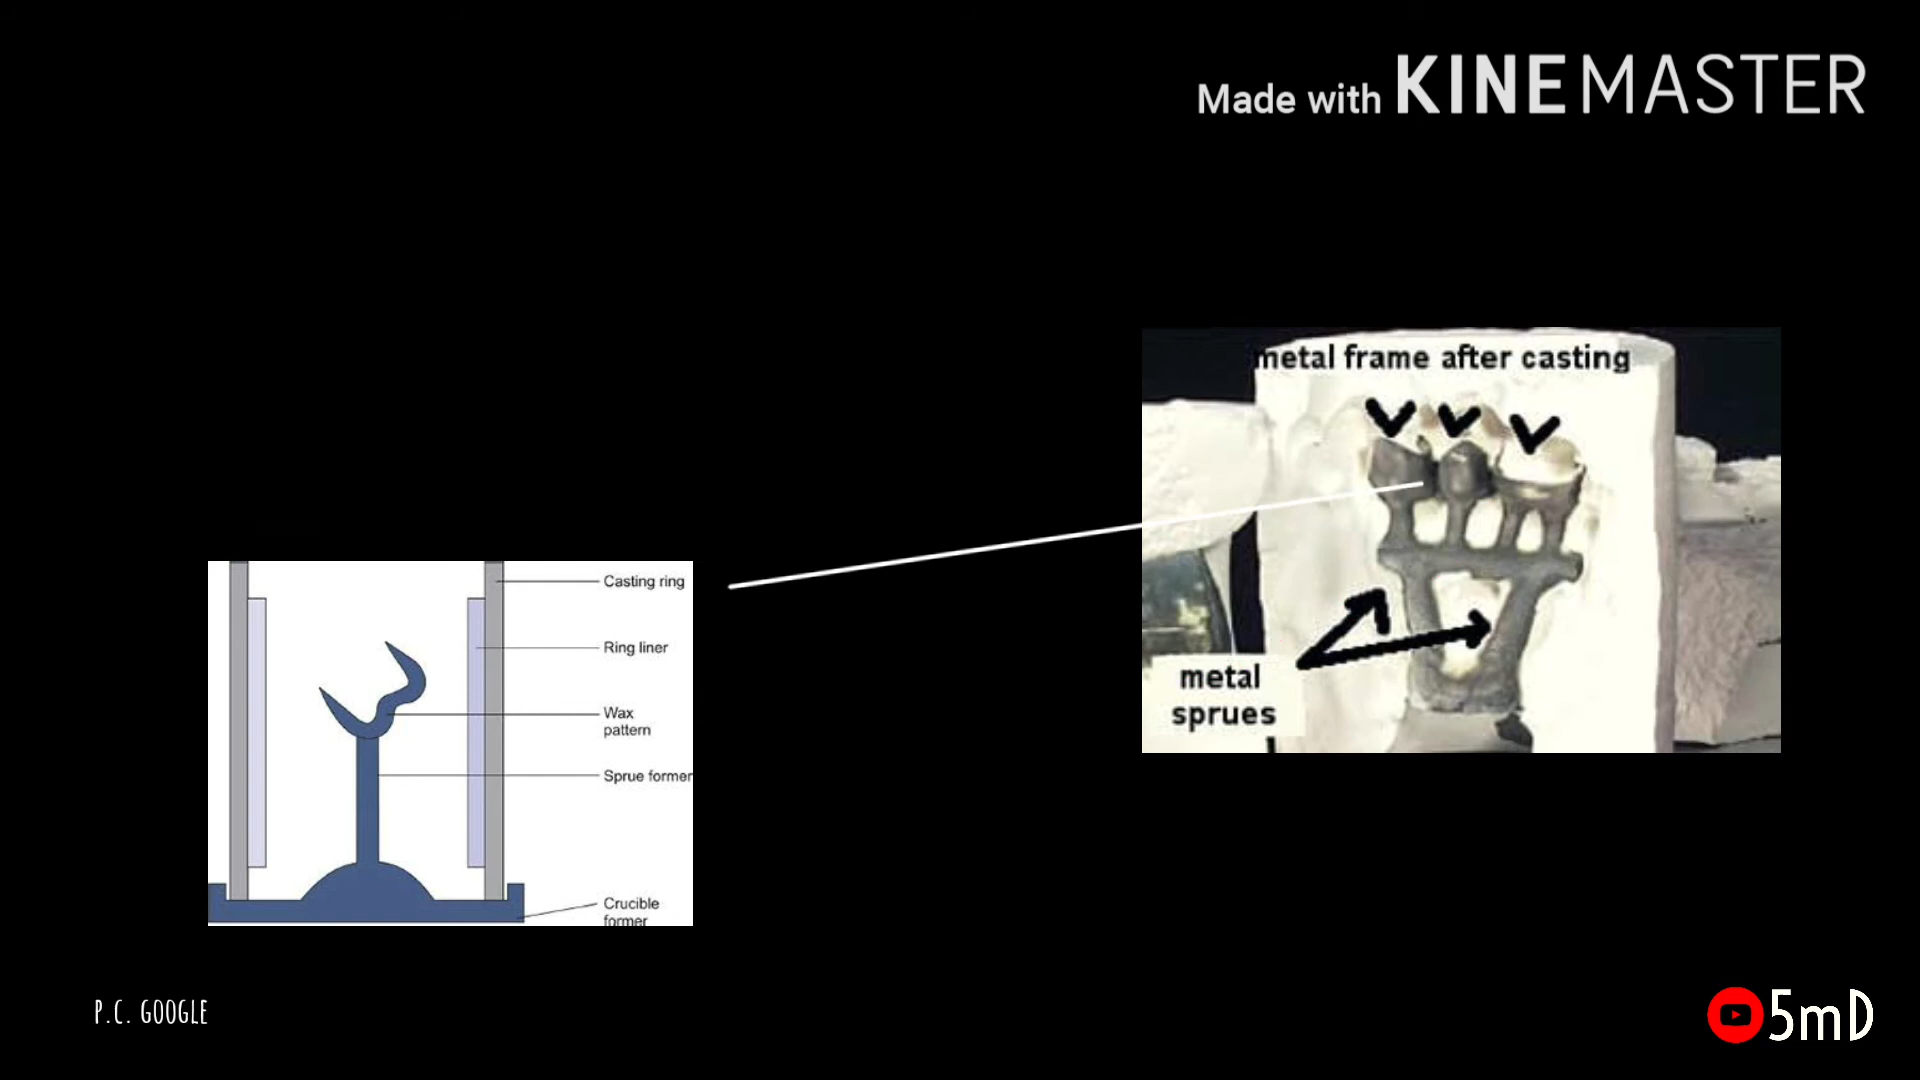 Made with KINEMASTER
metal frame after casting
metal
sprues
Casting ring
Ring liner
Wax
pattern
Sprue former
Crucible
former
P.C. GOOGLE
5mD